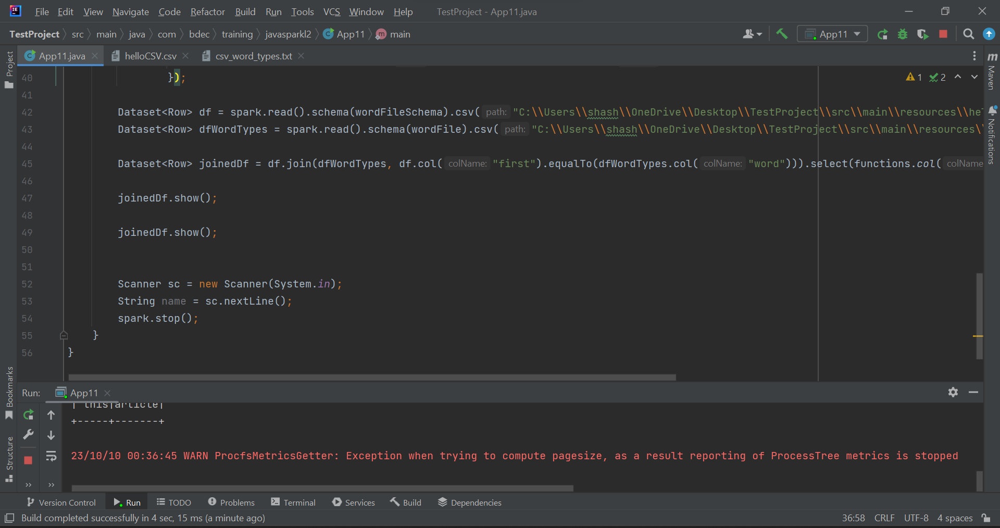 File Edit View Navigate Code Refactor Build Run Tools VCS Window Help TestProject - App11.java
TestProject src main java com bdec training javasparkl2 App11 main App11
App11.java helloCSV.csv csv_word_types.txt
Project
Maven
Notifications
1 2
40 });
41
42 Dataset<Row> df = spark.read().schema(wordFileSchema).csv( path: "C:\\Users\\shash\\OneDrive\\Desktop\\TestProject\\src\\main\\resources\\he
43 Dataset<Row> dfWordTypes = spark.read().schema(wordFile).csv( path: "C:\\Users\\shash\\OneDrive\\Desktop\\TestProject\\src\\main\\resources\
44
45 Dataset<Row> joinedDf = df.join(dfWordTypes, df.col( colName: "first").equalTo(dfWordTypes.col( colName: "word"))).select(functions.col( colName
46
47 joinedDf.show();
48
49 joinedDf.show();
50
51
52 Scanner sc = new Scanner(System.in);
53 String name = sc.nextLine();
54 spark.stop();
55 }
56 }
Bookmarks
Structure
Run: App11
| this|article|
+-----+-------+
23/10/10 00:36:45 WARN ProcfsMetricsGetter: Exception when trying to compute pagesize, as a result reporting of ProcessTree metrics is stopped
Version Control Run TODO Problems Terminal Services Build Dependencies
Build completed successfully in 4 sec, 15 ms (a minute ago) 36:58 CRLF UTF-8 4 spaces